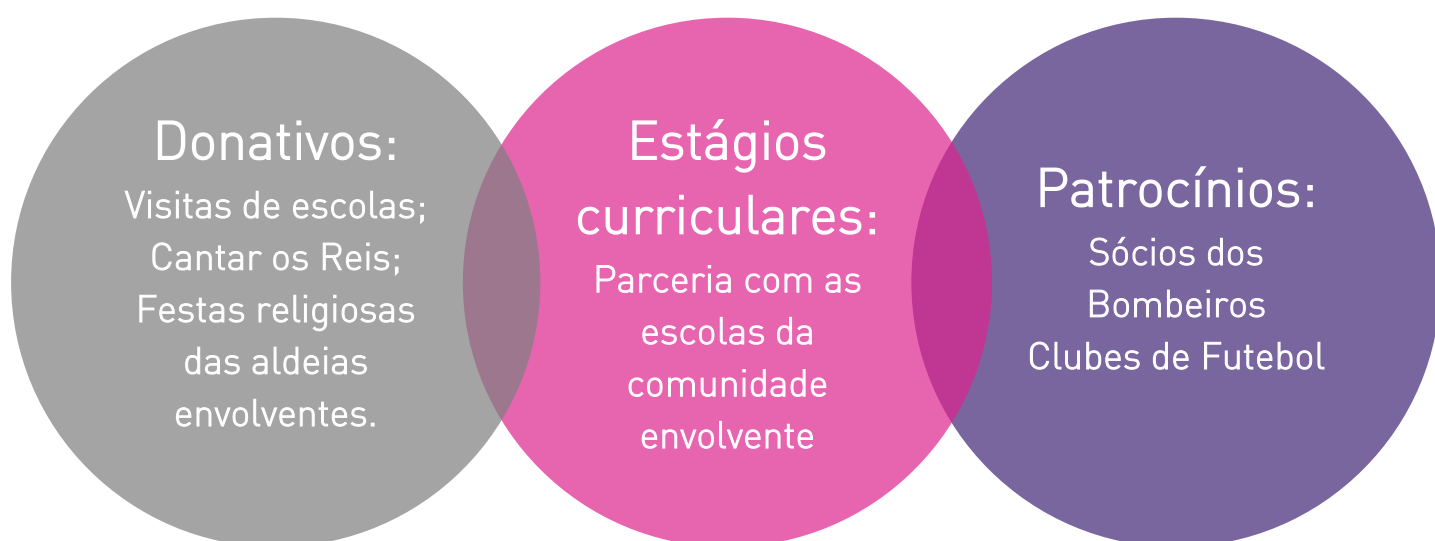 Donativos:
Visitas de escolas;
Cantar os Reis;
Festas religiosas
das aldeias
envolventes.
Estágios
curriculares:
Parceria com as
escolas da
comunidade
envolvente
Patrocínios:
Sócios dos
Bombeiros
Clubes de Futebol